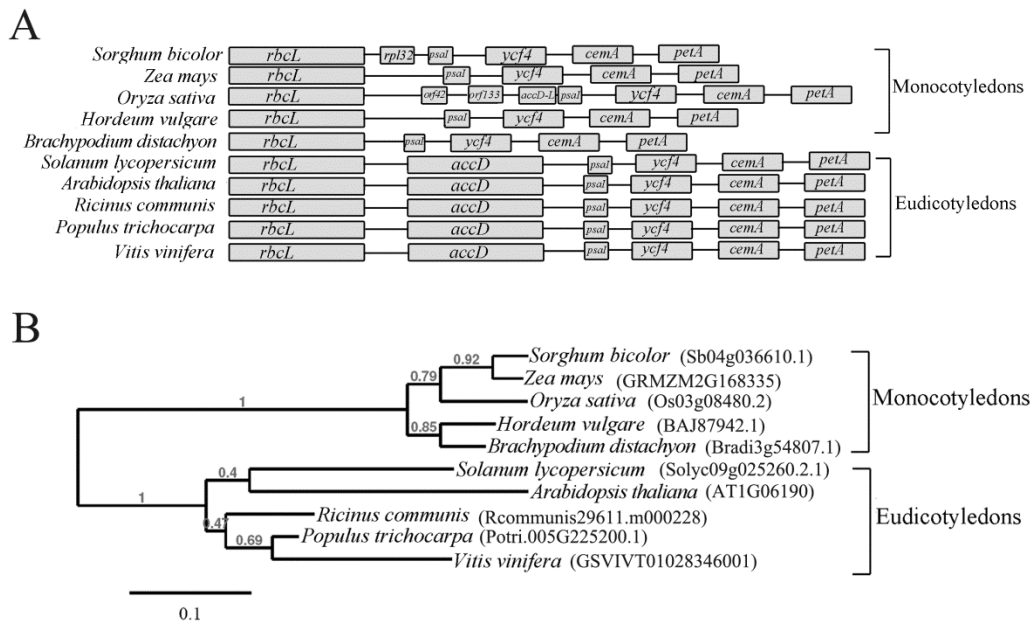 A
Sorghum bicolor rbcL rpl32 psaI ycf4 cemA petA
Zea mays rbcL psaI ycf4 cemA petA
Oryza sativa rbcL orf42 orf133 accD-L psaI ycf4 cemA petA
Hordeum vulgare rbcL psaI ycf4 cemA petA
Monocotyledons
Brachypodium distachyon rbcL psaI ycf4 cemA petA
Solanum lycopersicum rbcL accD psaI ycf4 cemA petA
Arabidopsis thaliana rbcL accD psaI ycf4 cemA petA
Ricinus communis rbcL accD psaI ycf4 cemA petA
Eudicotyledons
Populus trichocarpa rbcL accD psaI ycf4 cemA petA
Vitis vinifera rbcL accD psaI ycf4 cemA petA
B
0.92 Sorghum bicolor (Sb04g036610.1)
0.79 Zea mays (GRMZM2G168335)
1 Oryza sativa (Os03g08480.2)
Monocotyledons
0.85 Hordeum vulgare (BAJ87942.1)
Brachypodium distachyon (Bradi3g54807.1)
0.4 Solanum lycopersicum (Solyc09g025260.2.1)
1 Arabidopsis thaliana (AT1G06190)
0.47 Ricinus communis (Rcommunis29611.m000228)
Eudicotyledons
0.69 Populus trichocarpa (Potri.005G225200.1)
Vitis vinifera (GSVIVT01028346001)
0.1